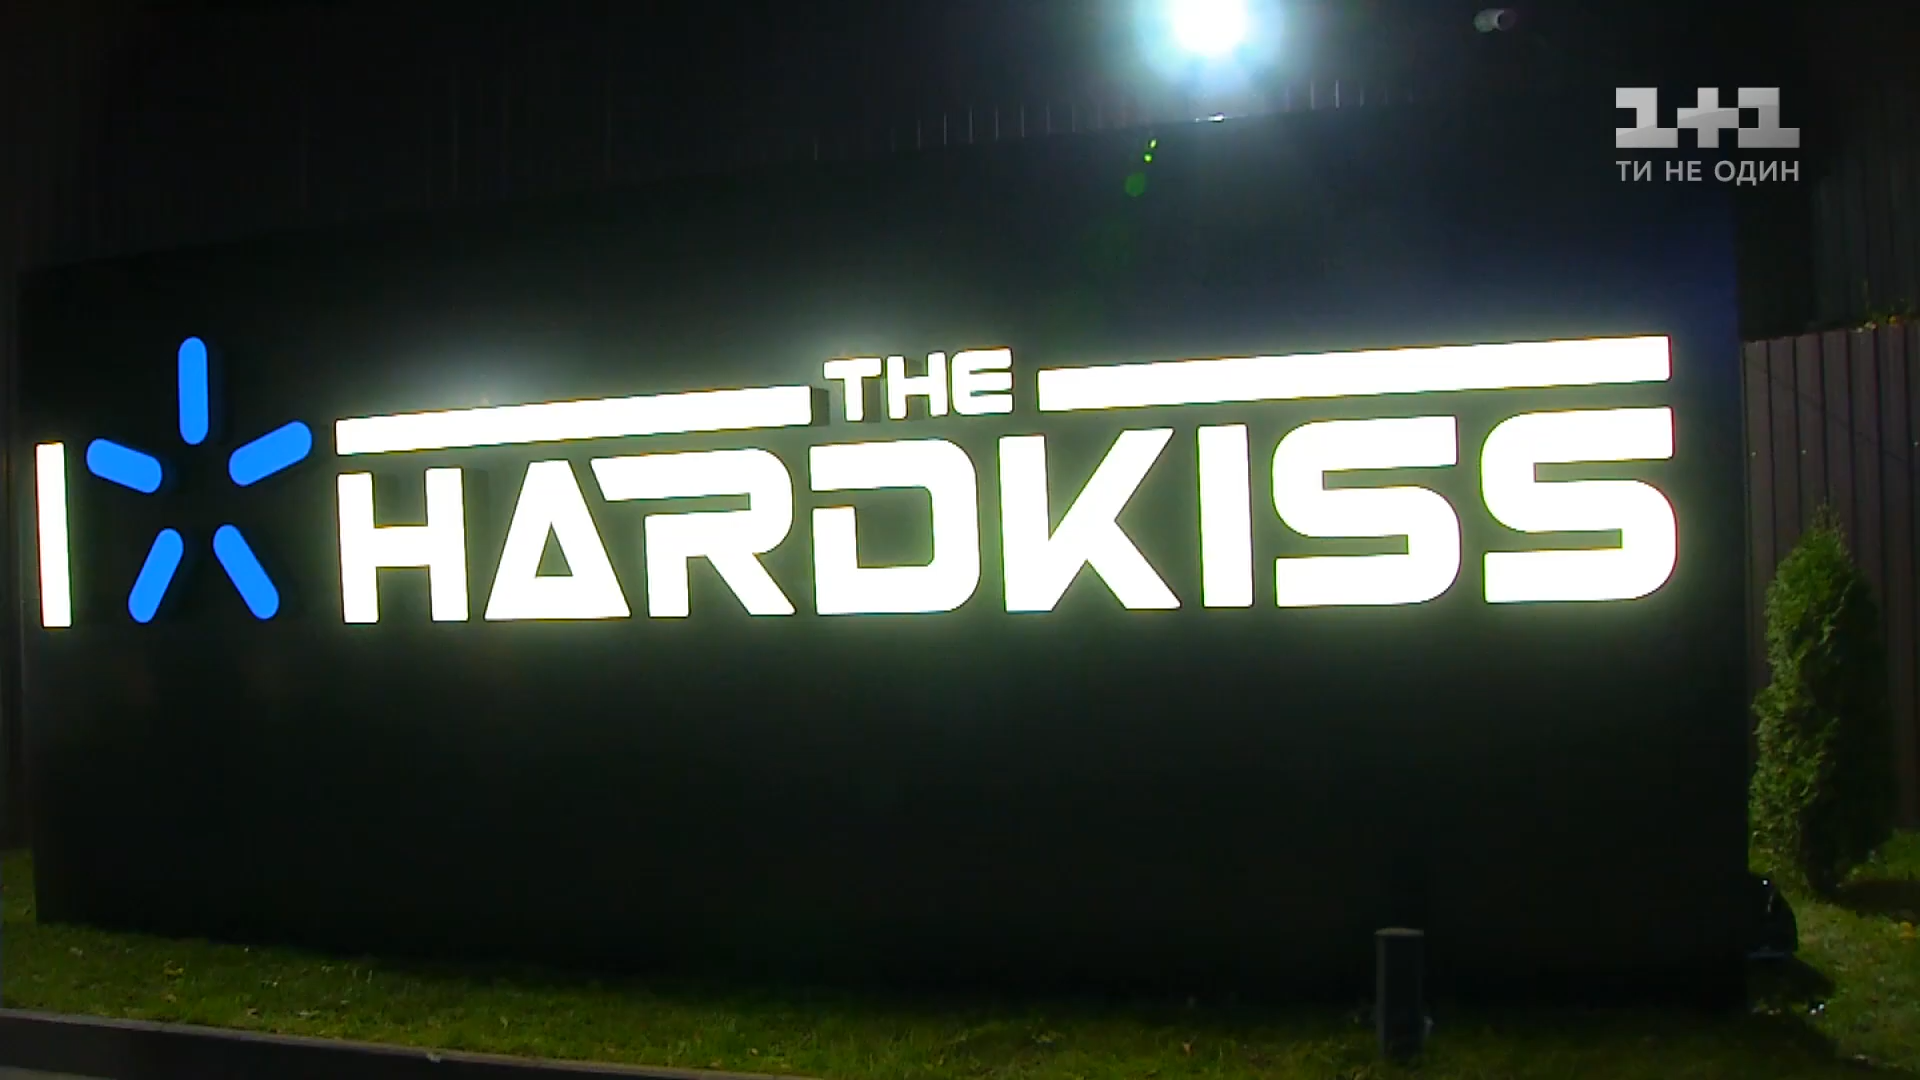 1+1
ТИ НЕ ОДИН
I THE
HARDKISS